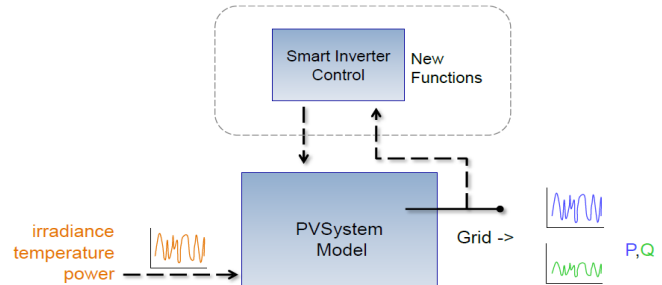 Smart Inverter
Control
New
Functions
PVSystem
Model
irradiance
temperature
power
Grid ->
P,Q